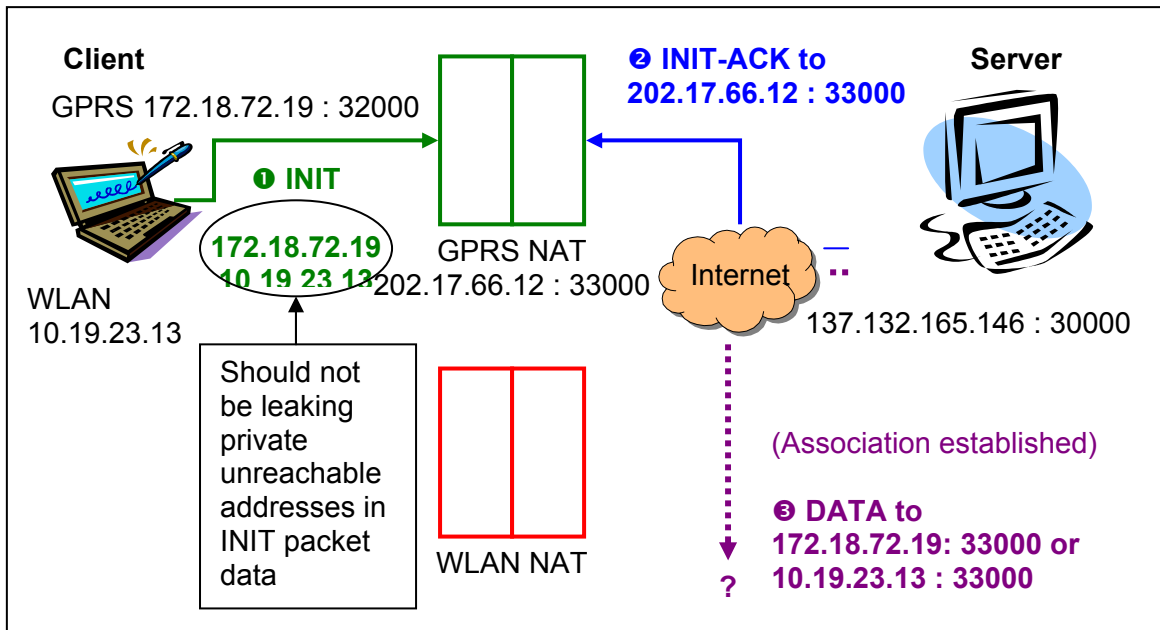 Client
GPRS 172.18.72.19 : 32000
❶ INIT
172.18.72.19
10.19.23.13
WLAN
10.19.23.13
Should not
be leaking
private
unreachable
addresses in
INIT packet
data
GPRS NAT
202.17.66.12 : 33000
WLAN NAT
❷ INIT-ACK to
202.17.66.12 : 33000
Server
Internet
137.132.165.146 : 30000
(Association established)
❸ DATA to
172.18.72.19: 33000 or
10.19.23.13 : 33000
?